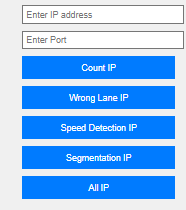 Enter IP address
Enter Port
Count IP
Wrong Lane IP
Speed Detection IP
Segmentation IP
All IP